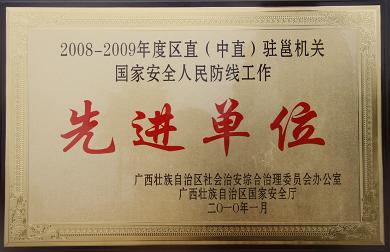 2008-2009年度区直（中直）驻邕机关
国家安全人民防线工作
先进单位
广西壮族自治区社会治安综合治理委员会办公室
广西壮族自治区国家安全厅
二〇一〇年一月